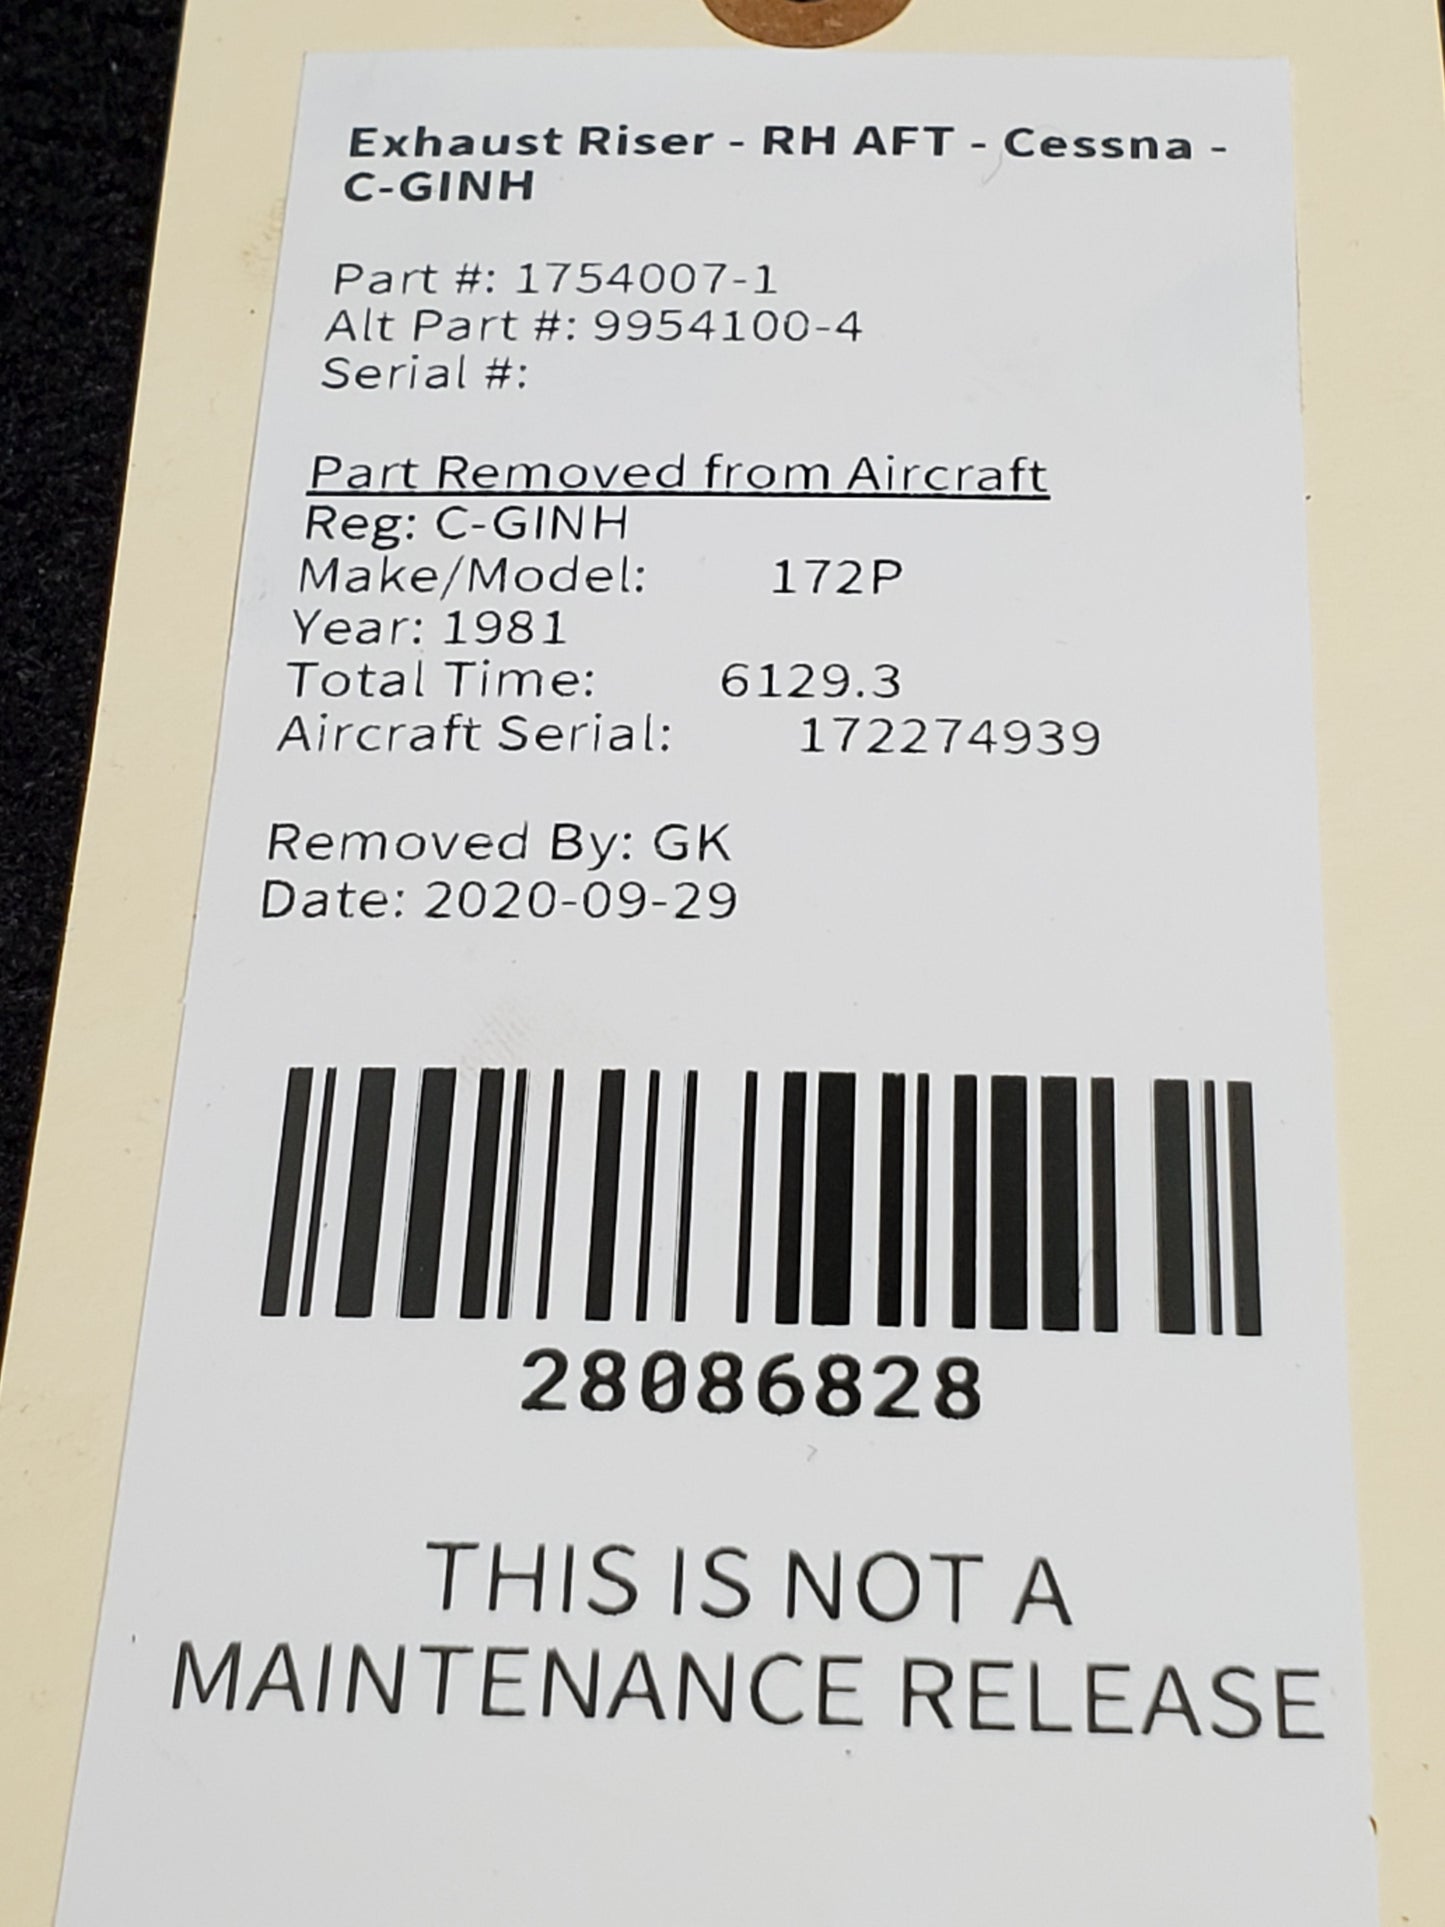 Exhaust Riser - RH AFT - Cessna -
C-GINH
Part #: 1754007-1
Alt Part #: 9954100-4
Serial #:
Part Removed from Aircraft
Reg: C-GINH
Make/Model: 172P
Year: 1981
Total Time: 6129.3
Aircraft Serial: 172274939
Removed By: GK
Date: 2020-09-29
28086828
THIS IS NOT A
MAINTENANCE RELEASE